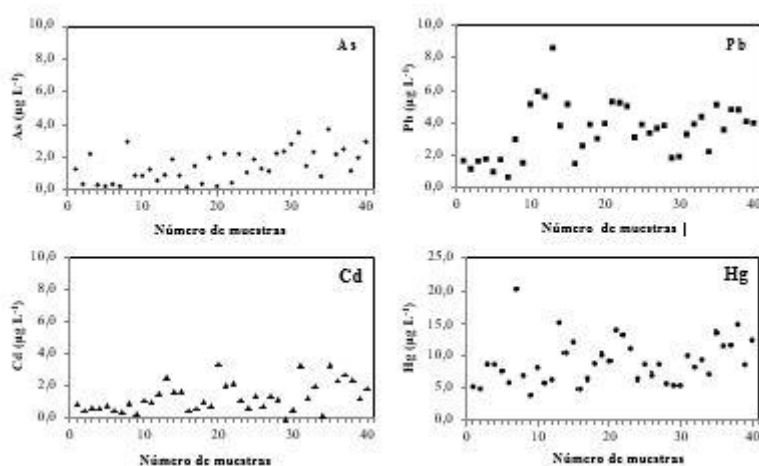 10,0
8,0
6,0
4,0
2,0
0,0
As (µg L⁻¹)
As
0 10 20 30 40
Número de muestras
10,0
8,0
6,0
4,0
2,0
0,0
Pb (µg L⁻¹)
Pb
0 10 20 30 40
Número de muestras |
10,0
8,0
6,0
4,0
2,0
0,0
Cd (µg L⁻¹)
Cd
0 10 20 30 40
Número de muestras
25,0
20,0
15,0
10,0
5,0
0,0
Hg (µg L⁻¹)
Hg
0 10 20 30 40
Número de muestras